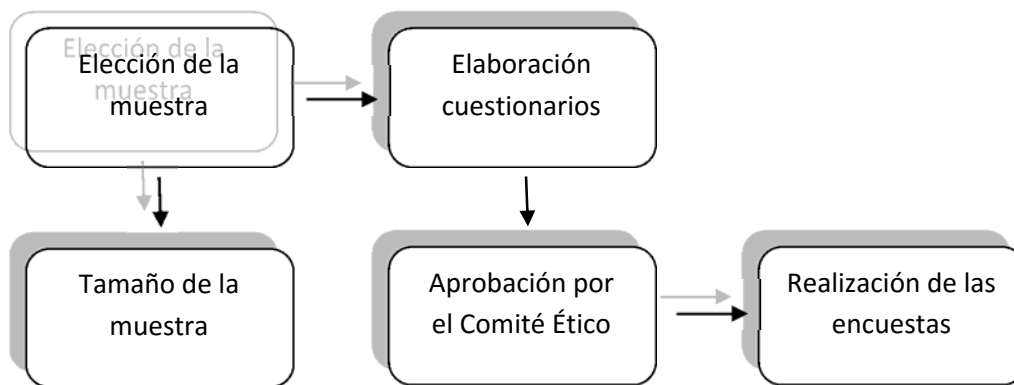 Elección de la
muestra
Elaboración
cuestionarios
Tamaño de la
muestra
Aprobación por
el Comité Ético
Realización de las
encuestas